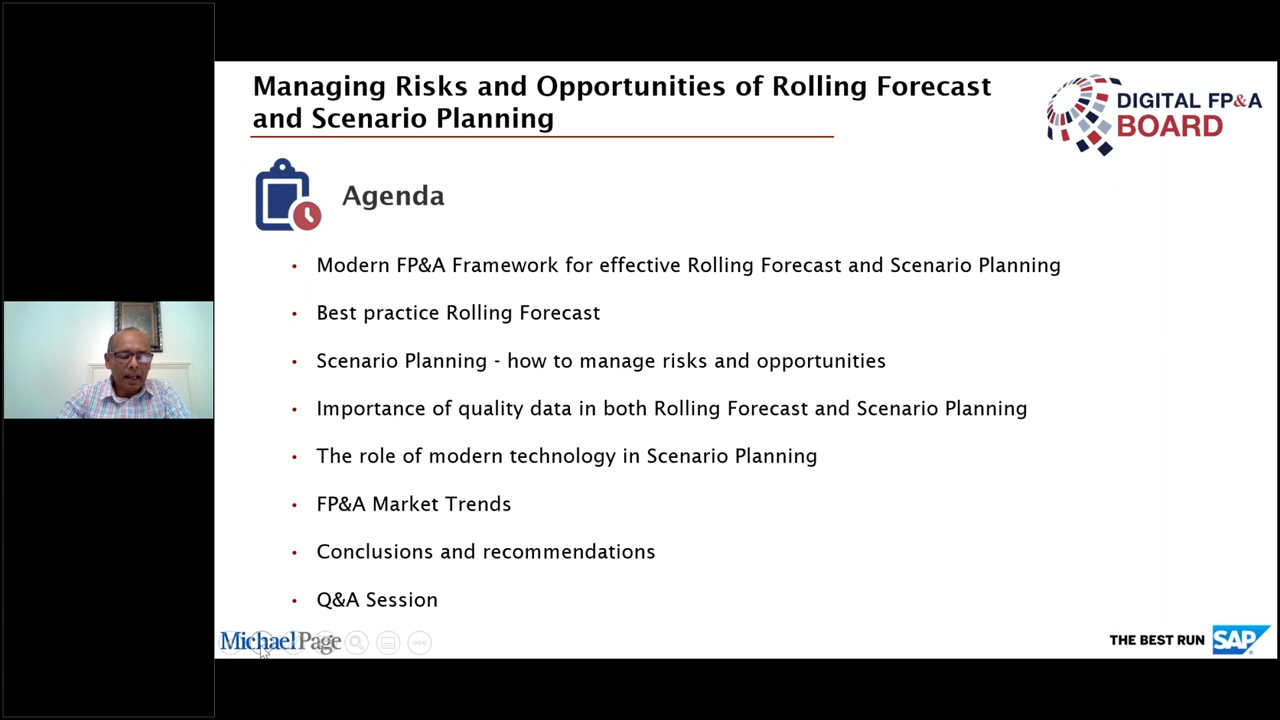 Managing Risks and Opportunities of Rolling Forecast
and Scenario Planning
DIGITAL FP&A
BOARD
Agenda
• Modern FP&A Framework for effective Rolling Forecast and Scenario Planning
• Best practice Rolling Forecast
• Scenario Planning - how to manage risks and opportunities
• Importance of quality data in both Rolling Forecast and Scenario Planning
• The role of modern technology in Scenario Planning
• FP&A Market Trends
• Conclusions and recommendations
• Q&A Session
MichaelPage
THE BEST RUN SAP